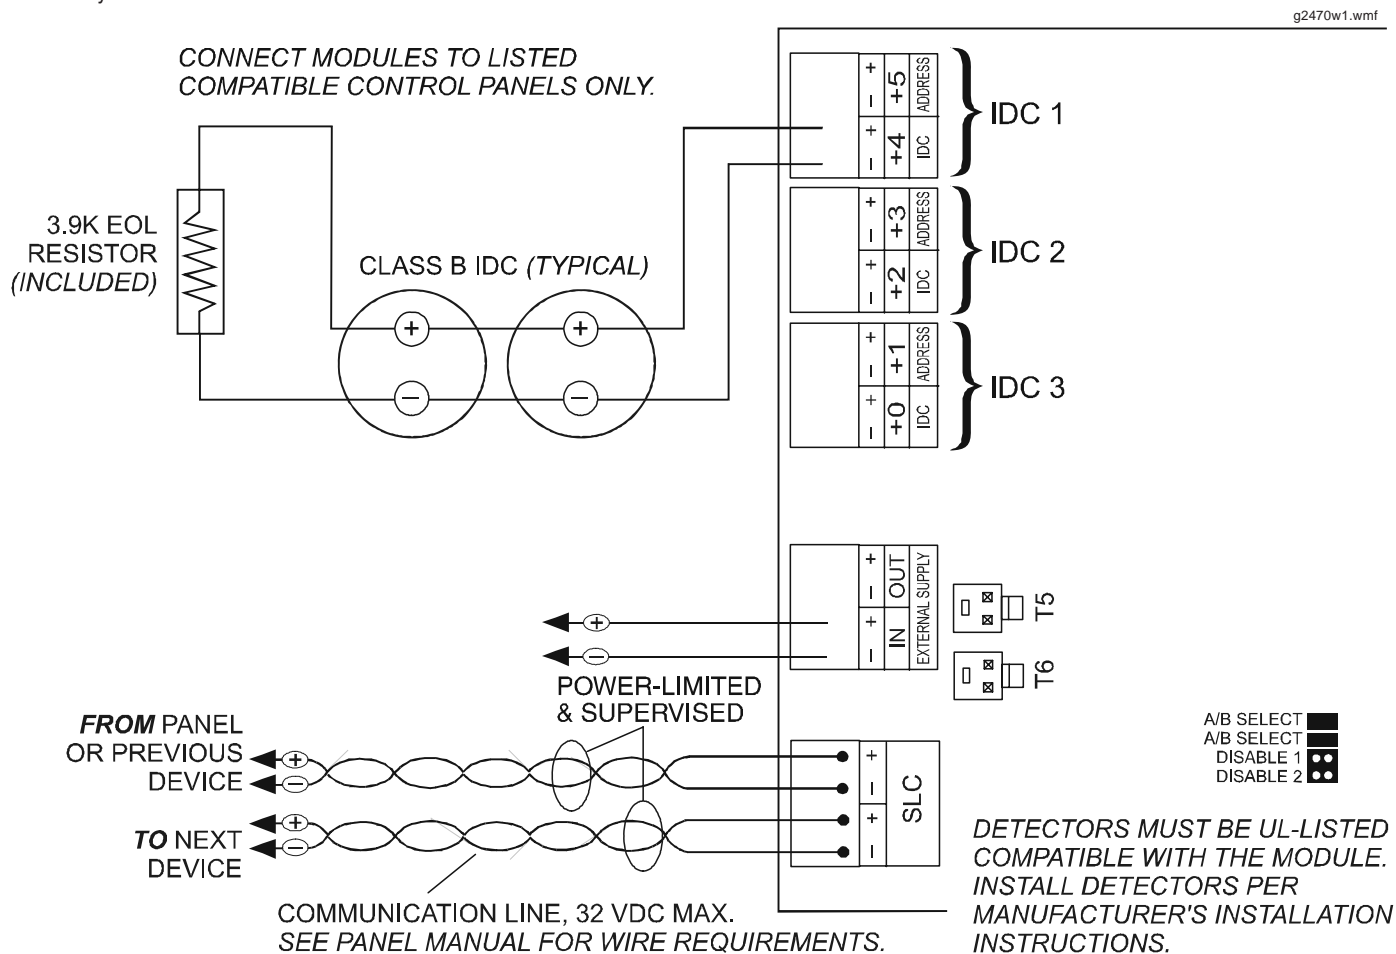 g2470w1.wmf
CONNECT MODULES TO LISTED
COMPATIBLE CONTROL PANELS ONLY.
3.9K EOL
RESISTOR
(INCLUDED)
CLASS B IDC (TYPICAL)
+ - + -
+5 +4
ADDRESS IDC
IDC 1
+ - + -
+3 +2
ADDRESS IDC
IDC 2
+ - + -
+1 +0
ADDRESS IDC
IDC 3
+ - + -
+ - + -
OUT IN
EXTERNAL SUPPLY
T5
T6
+
-
POWER-LIMITED
& SUPERVISED
A/B SELECT
A/B SELECT
DISABLE 1
DISABLE 2
FROM PANEL
OR PREVIOUS
DEVICE
+
-
TO NEXT
DEVICE
+
-
+ - + -
SLC
COMMUNICATION LINE, 32 VDC MAX.
SEE PANEL MANUAL FOR WIRE REQUIREMENTS.
DETECTORS MUST BE UL-LISTED
COMPATIBLE WITH THE MODULE.
INSTALL DETECTORS PER
MANUFACTURER'S INSTALLATION
INSTRUCTIONS.